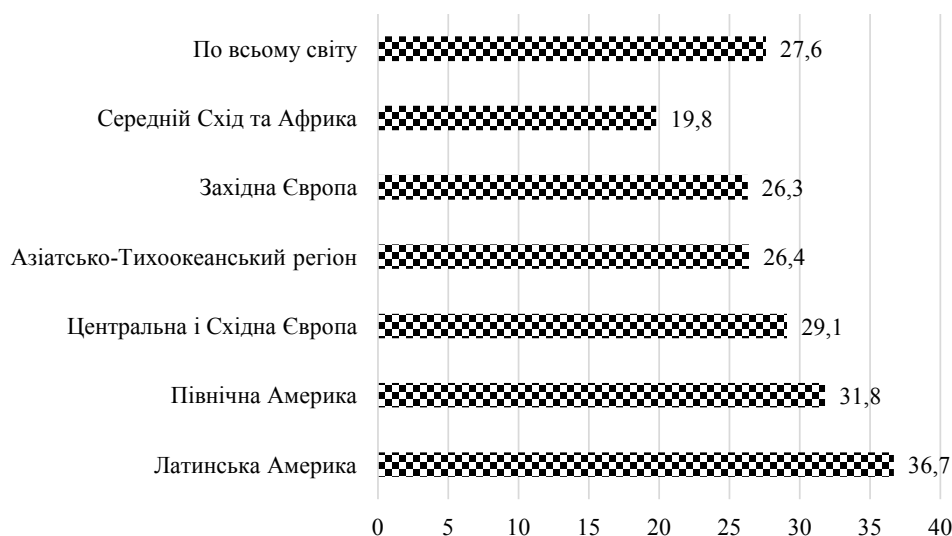 По всьому світу 27,6
Середній Схід та Африка 19,8
Західна Європа 26,3
Азіатсько-Тихоокеанський регіон 26,4
Центральна і Східна Європа 29,1
Північна Америка 31,8
Латинська Америка 36,7
0 5 10 15 20 25 30 35 40